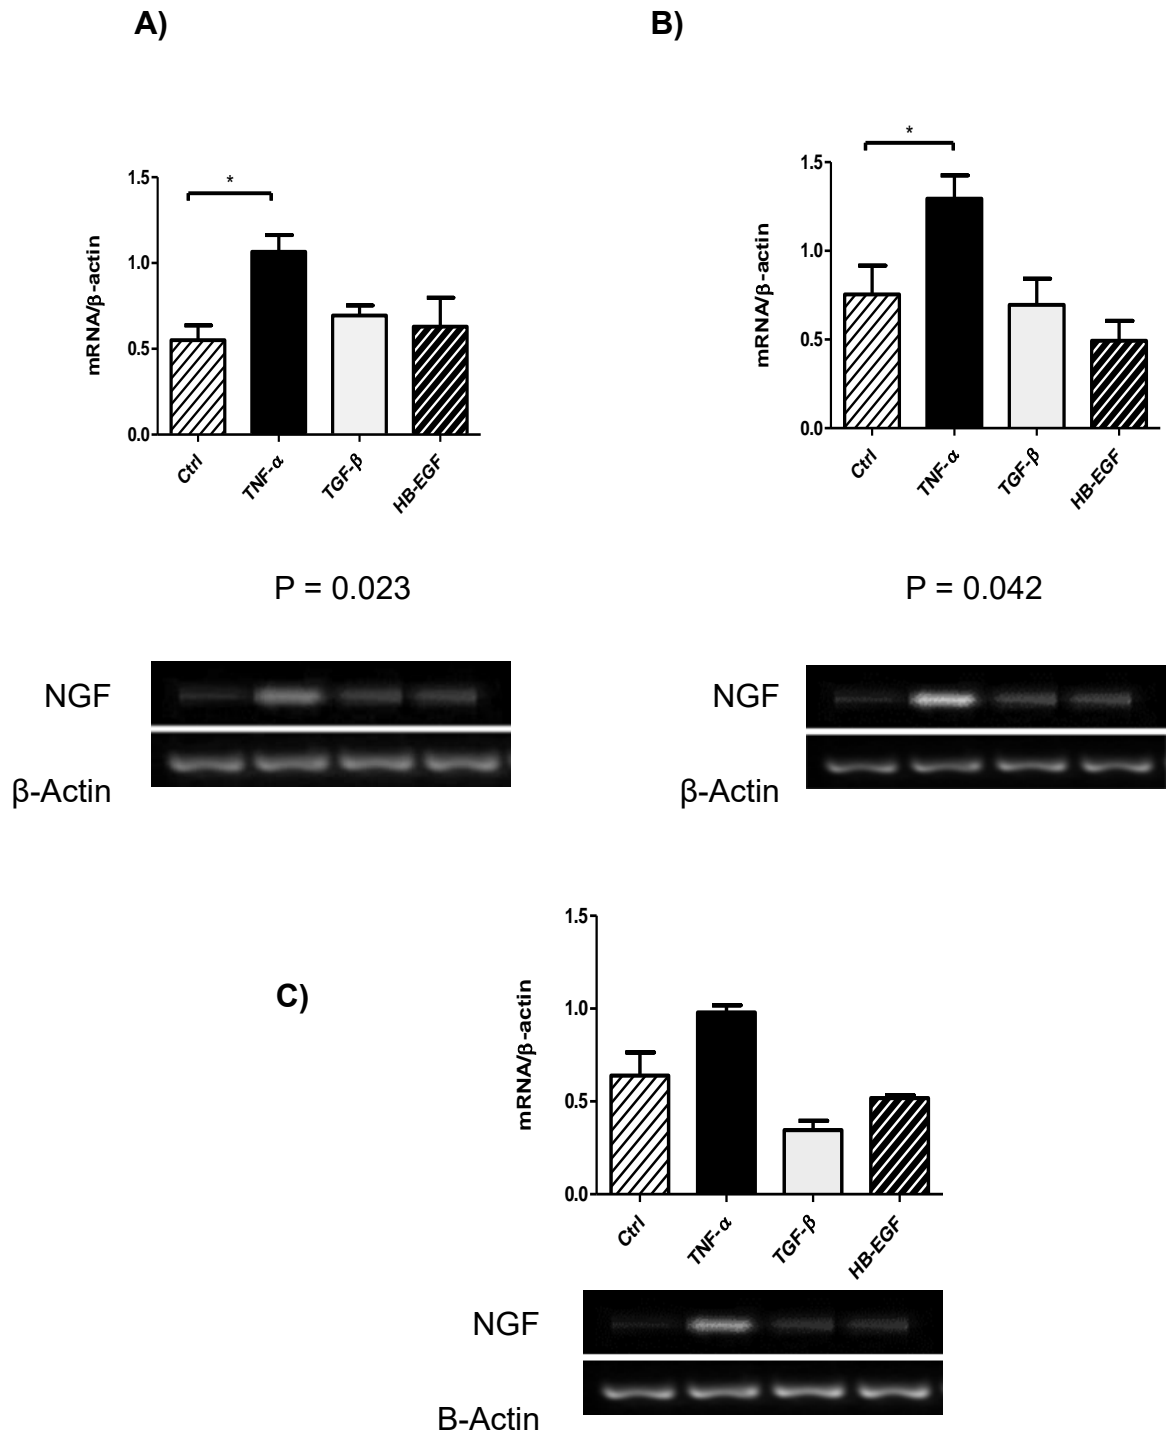 A)
*
1.5
1.0
0.5
0.0
mRNA/β-actin
Ctrl
TNF-α
TGF-β
HB-EGF
P = 0.023
NGF
β-Actin
B)
*
1.5
1.0
0.5
0.0
mRNA/β-actin
Ctrl
TNF-α
TGF-β
HB-EGF
P = 0.042
NGF
β-Actin
C)
1.5
1.0
0.5
0.0
mRNA/β-actin
Ctrl
TNF-α
TGF-β
HB-EGF
NGF
B-Actin